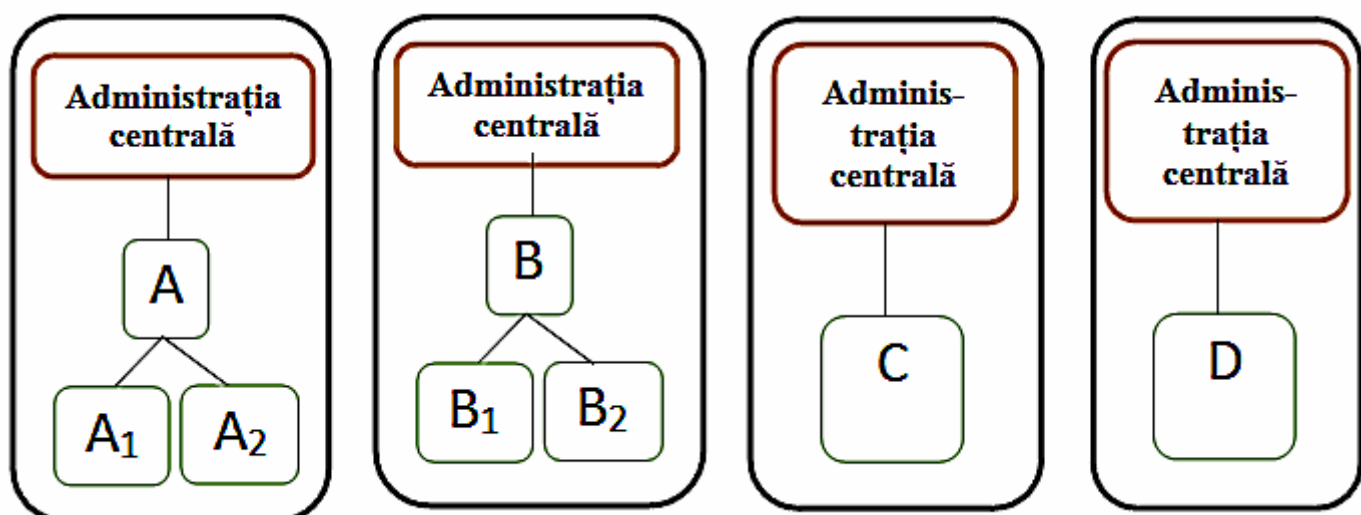 Administrația
centrală
A
A₁ A₂
Administrația
centrală
B
B₁ B₂
Adminis-
trația
centrală
C
Adminis-
trația
centrală
D